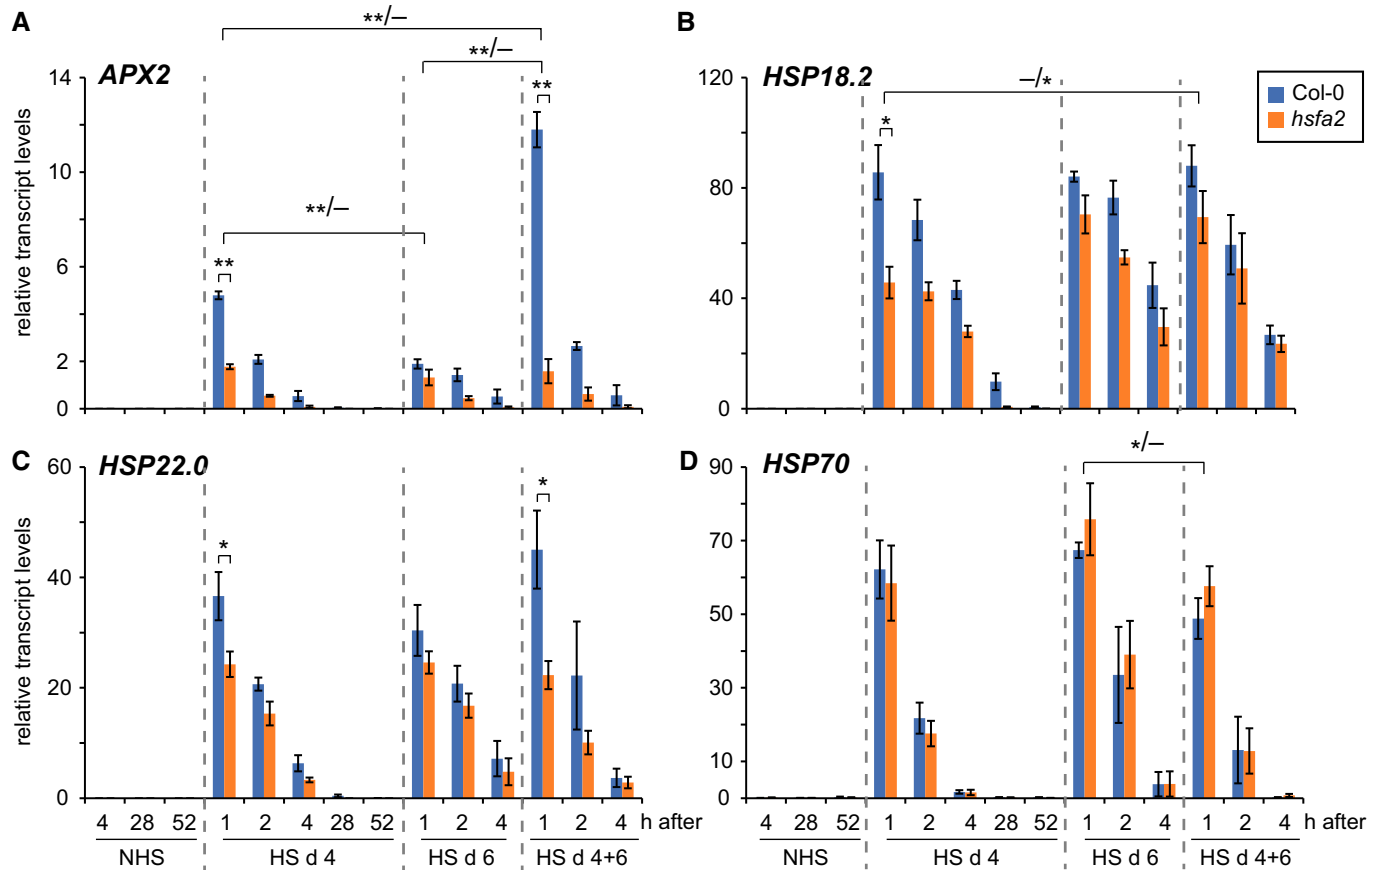 A
**/–
**/–
APX2
14
10
6
2
0
relative transcript levels
**
**/–
**
B
HSP18.2
–/*
*
120
80
40
0
Col-0
hsfa2
C
HSP22.0
60
40
20
0
relative transcript levels
*
*
4 28 52 1 2 4 28 52 1 2 4 1 2 4 h after
NHS HS d 4 HS d 6 HS d 4+6
D
HSP70
*/–
90
70
50
30
10
0
4 28 52 1 2 4 28 52 1 2 4 1 2 4 h after
NHS HS d 4 HS d 6 HS d 4+6